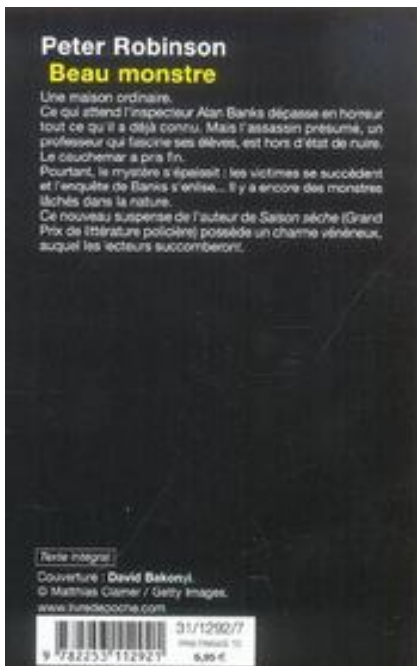 Peter Robinson
Beau monstre
Une maison ordinaire.
Ce qui attend l'inspecteur Alan Banks dépasse en horreur
tout ce qu'il a déjà connu. Mais l'assassin présumé, un
professeur qui fascine ses élèves, est hors d'état de nuire.
Le cauchemar a pris fin.
Pourtant, le mystère s'épaissit : les victimes se succèdent
et l'enquête de Banks s'enlise... Il y a encore des monstres
lâchés dans la nature.
Ce nouveau suspense de l'auteur de Saison sèche (Grand
Prix de littérature policière) possède un charme vénéneux,
auquel les lecteurs succomberont.
Texte intégral
Couverture : David Bakonyi.
© Matthias Clamer / Getty Images.
www.livredepoche.com
31/1292/7
6,95 €
9 782253 112921